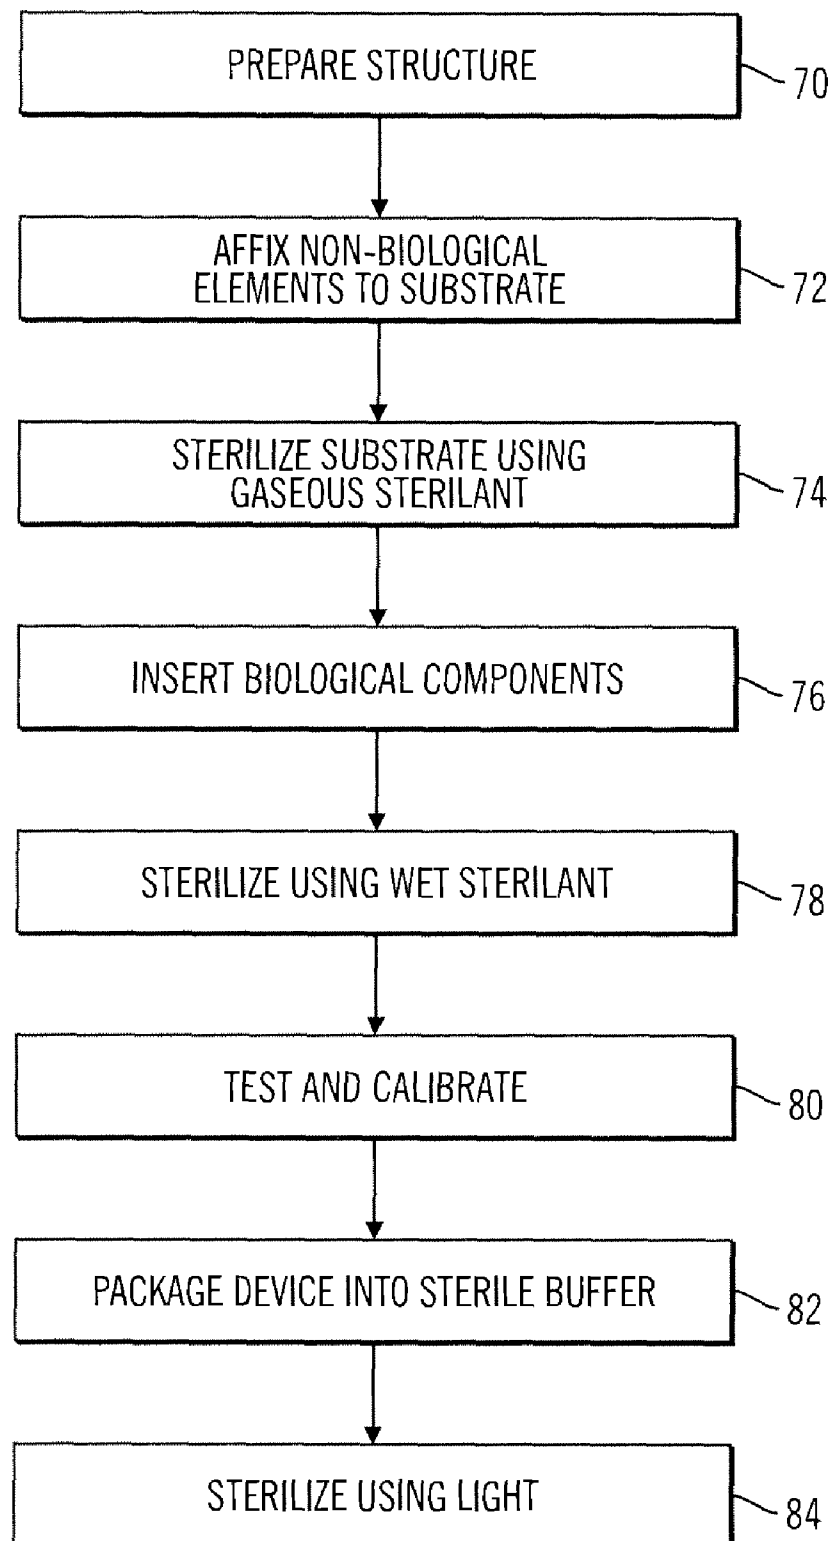 PREPARE STRUCTURE
70
AFFIX NON-BIOLOGICAL
ELEMENTS TO SUBSTRATE
72
STERILIZE SUBSTRATE USING
GASEOUS STERILANT
74
INSERT BIOLOGICAL COMPONENTS
76
STERILIZE USING WET STERILANT
78
TEST AND CALIBRATE
80
PACKAGE DEVICE INTO STERILE BUFFER
82
STERILIZE USING LIGHT
84